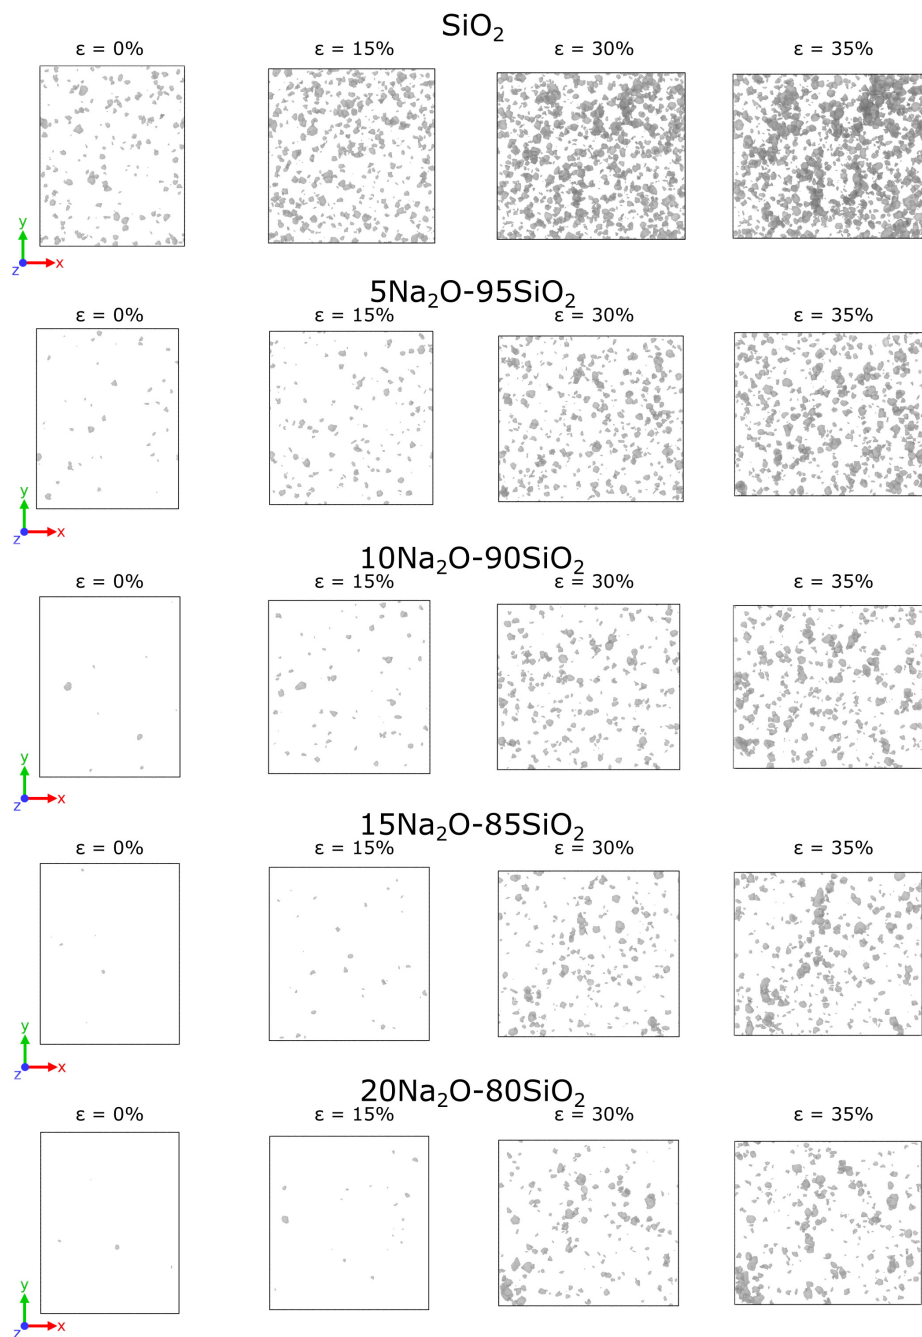 SiO₂
ε = 0% ε = 15% ε = 30% ε = 35%
y
z x
5Na₂O-95SiO₂
ε = 0% ε = 15% ε = 30% ε = 35%
y
z x
10Na₂O-90SiO₂
ε = 0% ε = 15% ε = 30% ε = 35%
y
z x
15Na₂O-85SiO₂
ε = 0% ε = 15% ε = 30% ε = 35%
y
z x
20Na₂O-80SiO₂
ε = 0% ε = 15% ε = 30% ε = 35%
y
z x